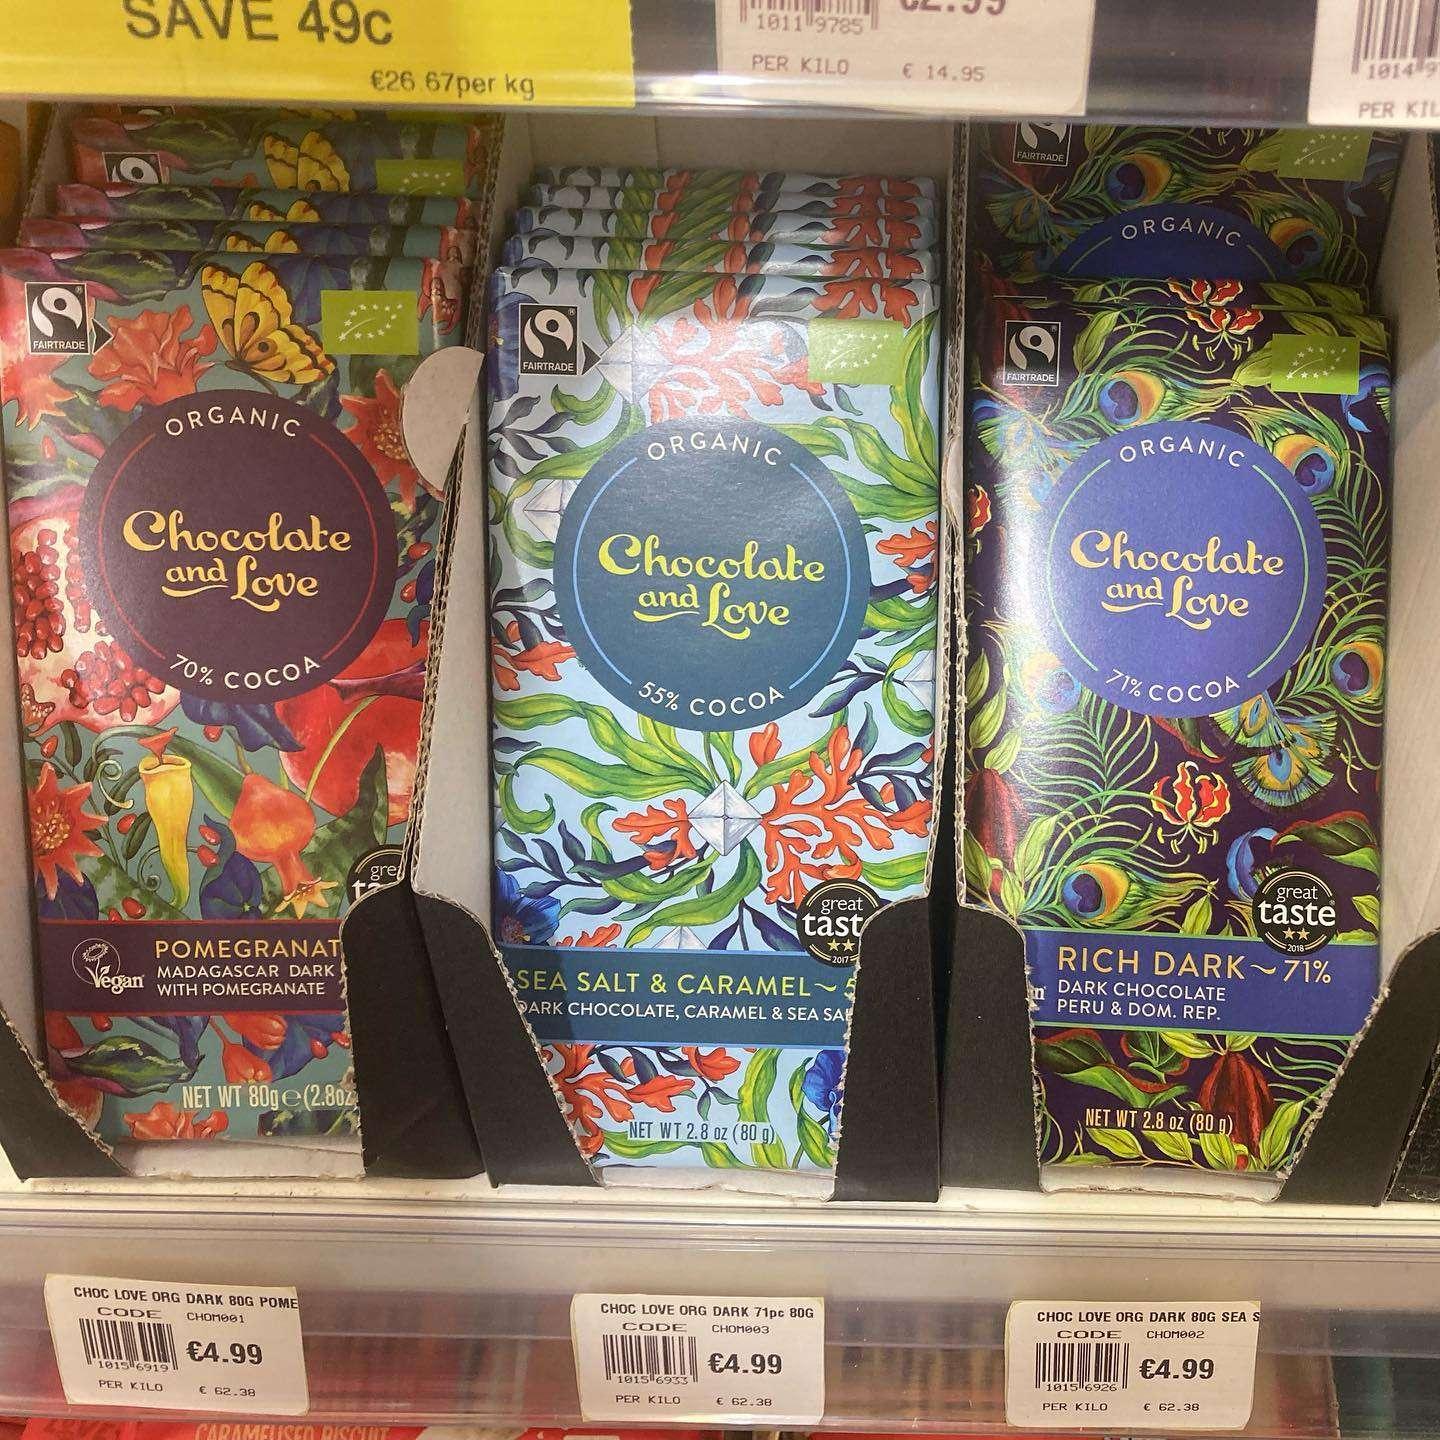 SAVE 49c
€26.67per kg
1011 9785
€2.99
PER KILO € 14.95
PER KIL
FAIRTRADE
ORGANIC
Chocolate
and Love
70% COCOA
great
Vegan
POMEGRANAT
MADAGASCAR DARK
WITH POMEGRANATE
NET WT 80g e (2.8oz
FAIRTRADE
ORGANIC
Chocolate
and Love
55% COCOA
great
taste
2017
SEA SALT & CARAMEL~ 5
DARK CHOCOLATE, CARAMEL & SEA SAL
NET WT 2.8 oz (80 g)
FAIRTRADE
ORGANIC
FAIRTRADE
ORGANIC
Chocolate
and Love
71% COCOA
great
taste
2018
RICH DARK~71%
DARK CHOCOLATE
PERU & DOM. REP.
NET WT 2.8 oz (80 g)
CHOC LOVE ORG DARK 80G POME
CODE CHOM001
€4.99
1015 6919
PER KILO € 62.38
CHOC LOVE ORG DARK 71pc 80G
CODE CHOM003
€4.99
1015 6933
PER KILO € 62.38
CHOC LOVE ORG DARK 80G SEA S
CODE CHOM002
€4.99
1015 6926
PER KILO € 62.38
CARAMELISED BISCUIT